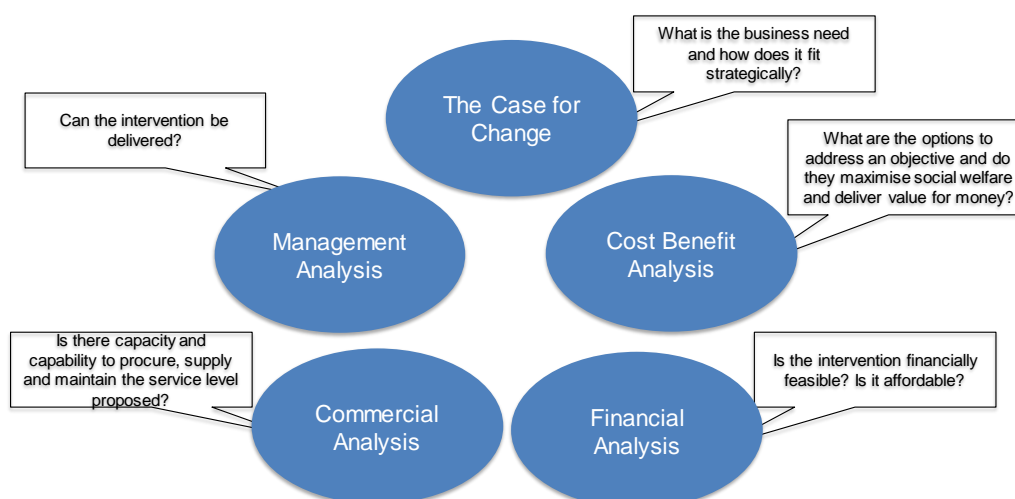 What is the business need
and how does it fit
strategically?
The Case for
Change
Can the intervention be
delivered?
What are the options to
address an objective and do
they maximise social welfare
and deliver value for money?
Management
Analysis
Cost Benefit
Analysis
Is there capacity and
capability to procure, supply
and maintain the service level
proposed?
Is the intervention financially
feasible? Is it affordable?
Commercial
Analysis
Financial
Analysis